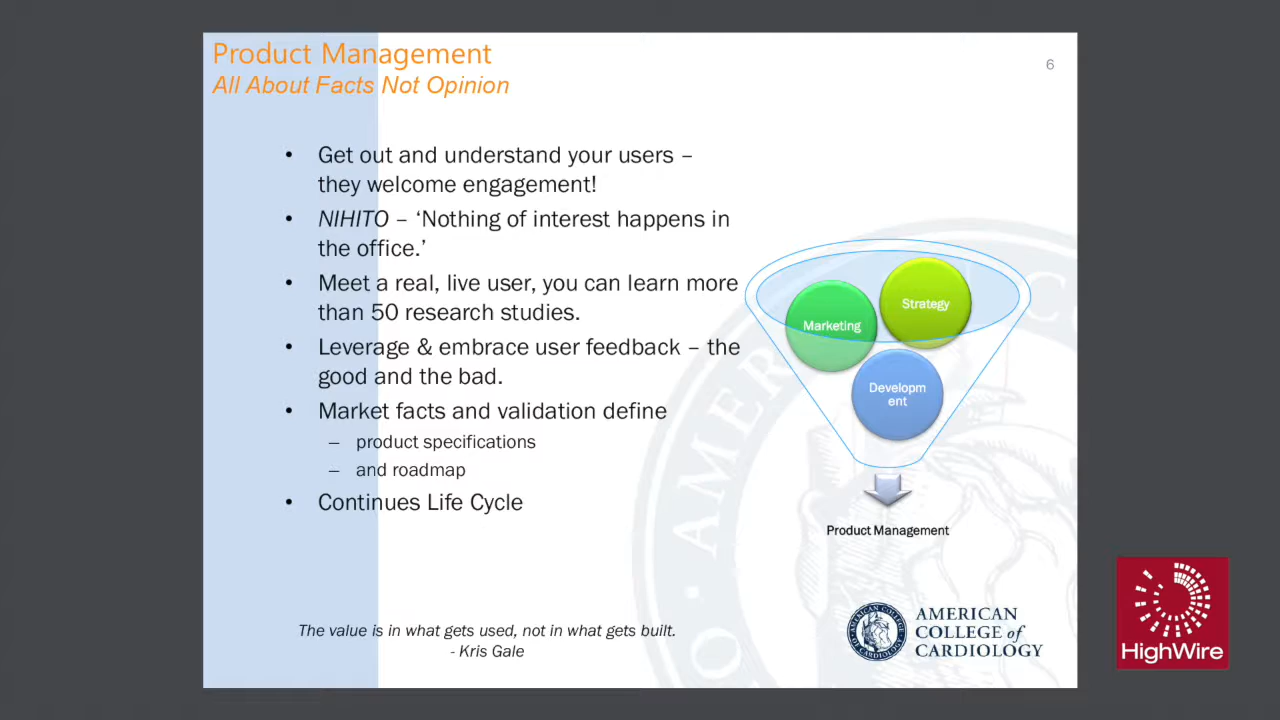 Product Management
All About Facts Not Opinion
6
• Get out and understand your users –
they welcome engagement!
• NIHITO – ‘Nothing of interest happens in
the office.’
• Meet a real, live user, you can learn more
than 50 research studies.
• Leverage & embrace user feedback – the
good and the bad.
• Market facts and validation define
– product specifications
– and roadmap
• Continues Life Cycle
Strategy
Marketing
Developm
ent
Product Management
The value is in what gets used, not in what gets built.
- Kris Gale
AMERICAN
COLLEGE of
CARDIOLOGY
HighWire